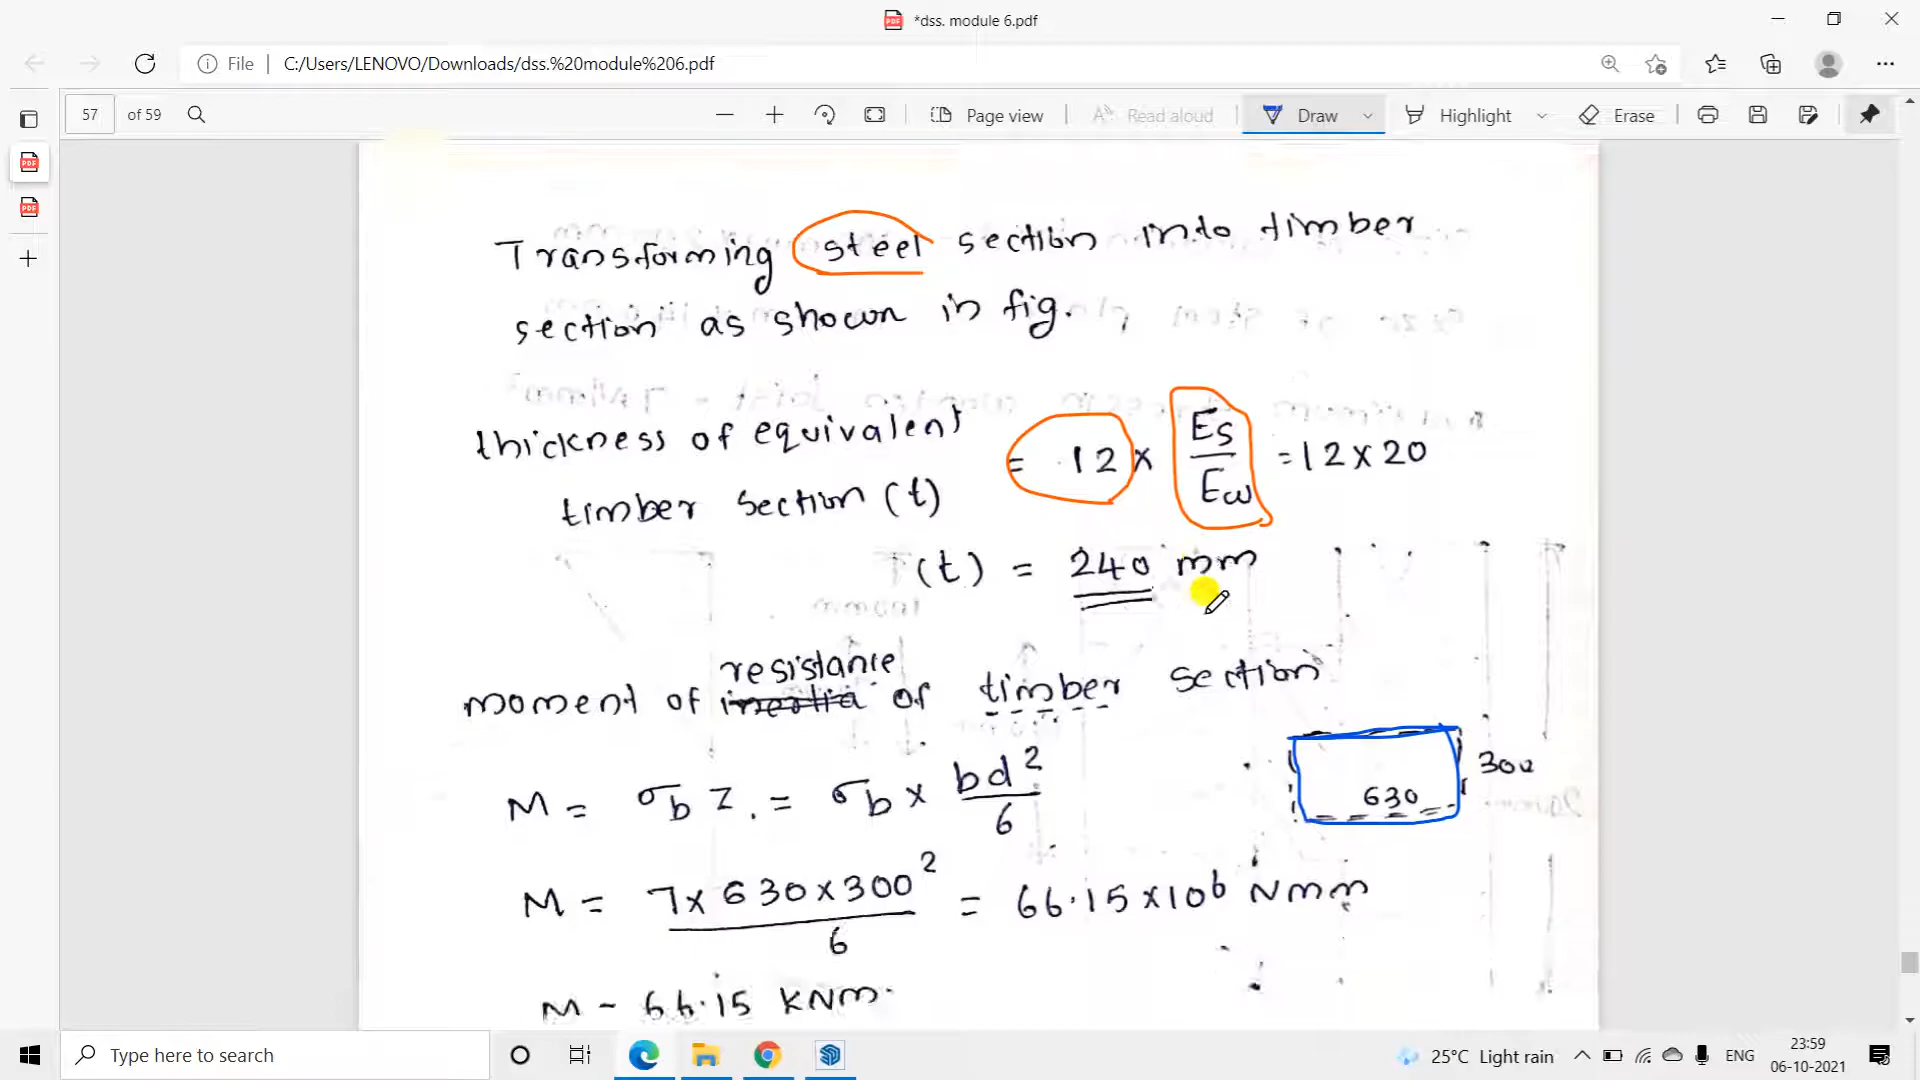 *dss. module 6.pdf
File | C:/Users/LENOVO/Downloads/dss.%20module%206.pdf
57 of 59 Page view Read aloud Draw Highlight Erase
Transforming steel section into timber
section as shown in fig.
thickness of equivalent
timber section (t) = 12 x Es/Ew = 12 x 20
(t) = 240 mm
resistance
moment of inertia of timber section
M = σb Z. = σb x bd²/6
300
630
M = 7 x 630 x 300²/6 = 66.15 x 10⁶ Nmm
M - 66.15 kNm.
Type here to search
25°C Light rain ENG 23:59
06-10-2021